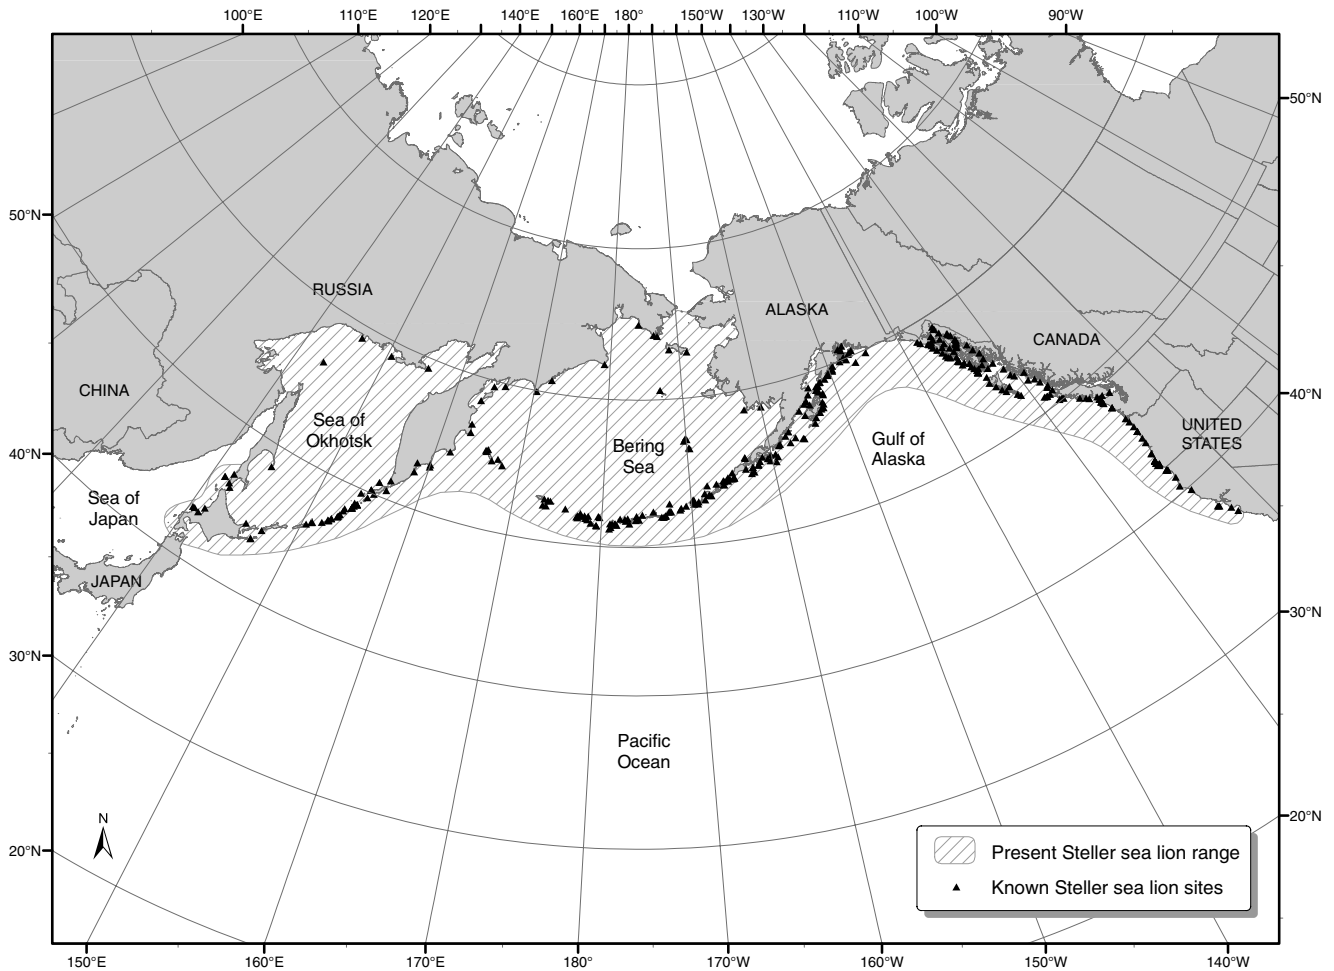 100°E 110°E 120°E 140°E 160°E 180° 150°W 130°W 110°W 100°W 90°W
50°N
50°N
RUSSIA
ALASKA
CANADA
CHINA
40°N
Sea of
Okhotsk
Bering
Sea
Gulf of
Alaska
UNITED
STATES
40°N
Sea of
Japan
JAPAN
30°N
30°N
Pacific
Ocean
N
20°N
20°N
Present Steller sea lion range
Known Steller sea lion sites
150°E 160°E 170°E 180° 170°W 160°W 150°W 140°W